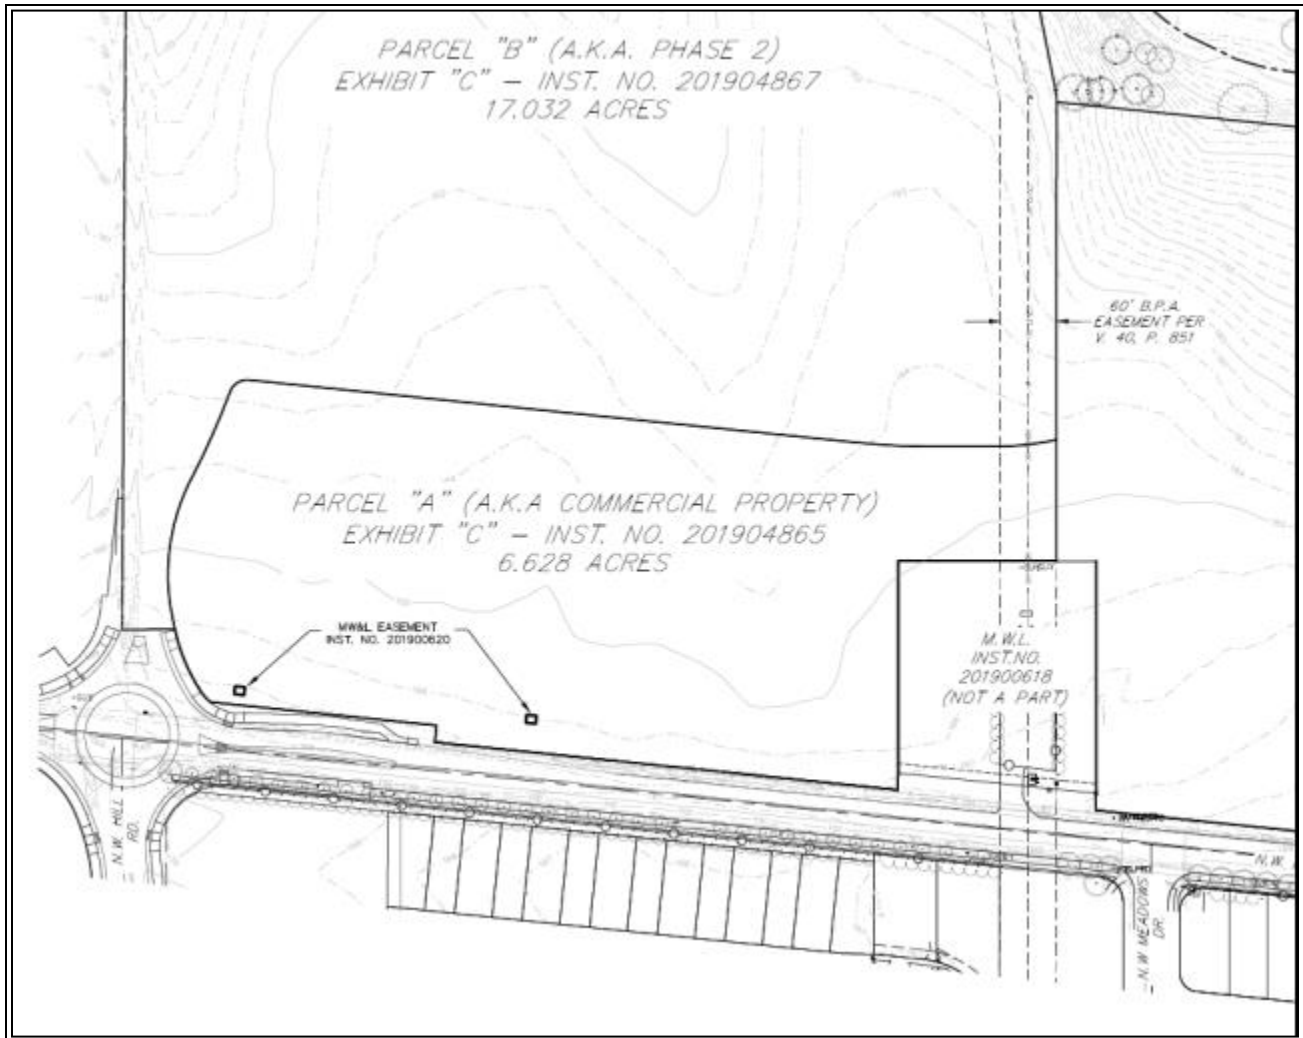 PARCEL "B" (A.K.A. PHASE 2)
EXHIBIT "C" – INST. NO. 201904867
17.032 ACRES
60' B.P.A.
EASEMENT PER
V. 40, P. 851
PARCEL "A" (A.K.A COMMERCIAL PROPERTY)
EXHIBIT "C" – INST. NO. 201904865
6.628 ACRES
MW&L EASEMENT
INST. NO. 201900620
M.W.L.
INST.NO.
201900618
(NOT A PART)
N.W. HILL
RD.
N.W.
N.W MEADOWS
DR.